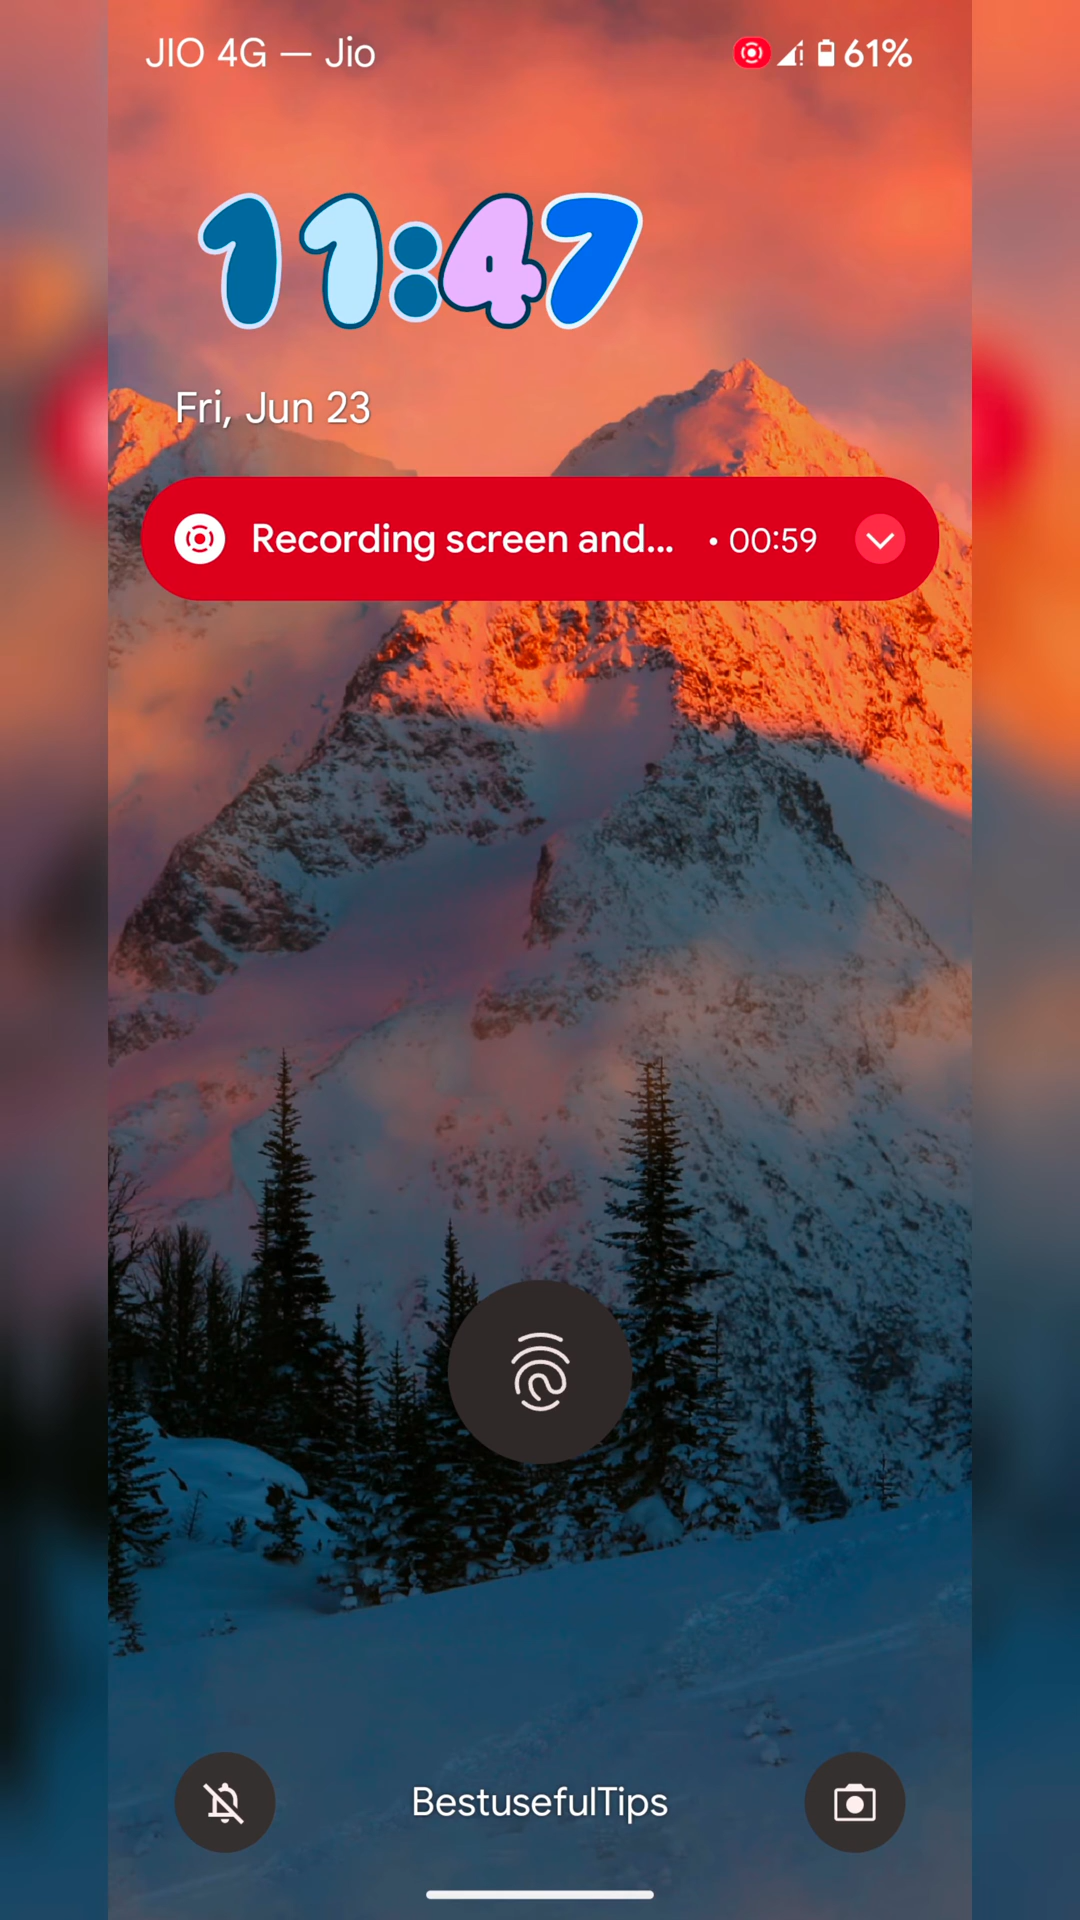 JIO 4G — Jio 61%
11:47
Fri, Jun 23
Recording screen and... • 00:59
BestusefulTips